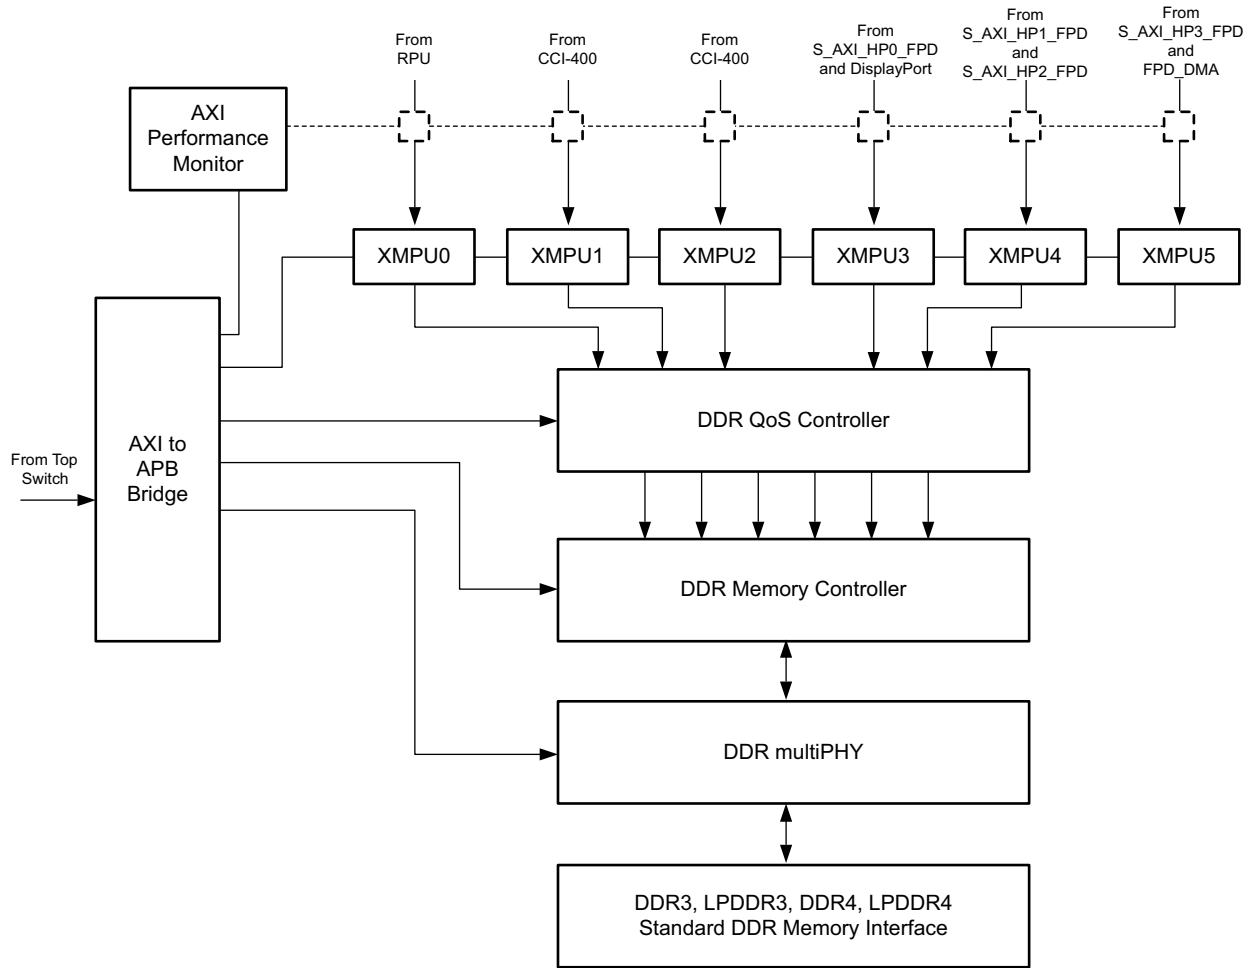 From
RPU
From
CCI-400
From
CCI-400
From
S_AXI_HP0_FPD
and DisplayPort
From
S_AXI_HP1_FPD
and
S_AXI_HP2_FPD
From
S_AXI_HP3_FPD
and
FPD_DMA
AXI
Performance
Monitor
XMPU0
XMPU1
XMPU2
XMPU3
XMPU4
XMPU5
From Top
Switch
AXI to
APB
Bridge
DDR QoS Controller
DDR Memory Controller
DDR multiPHY
DDR3, LPDDR3, DDR4, LPDDR4
Standard DDR Memory Interface